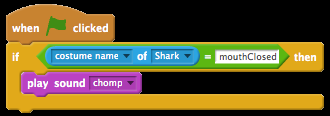 when clicked
if costume name of Shark = mouthClosed then
play sound chomp